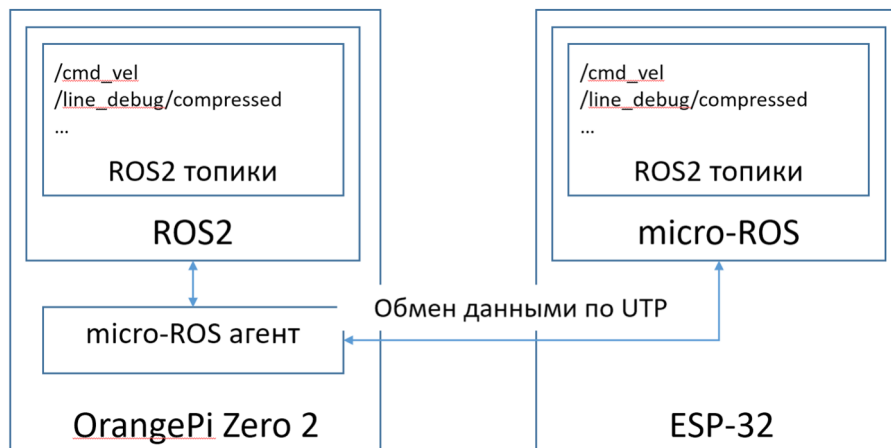 /cmd_vel
/line_debug/compressed
...
ROS2 топики
ROS2
micro-ROS агент
OrangePi Zero 2
Обмен данными по UTP
/cmd_vel
/line_debug/compressed
...
ROS2 топики
micro-ROS
ESP-32